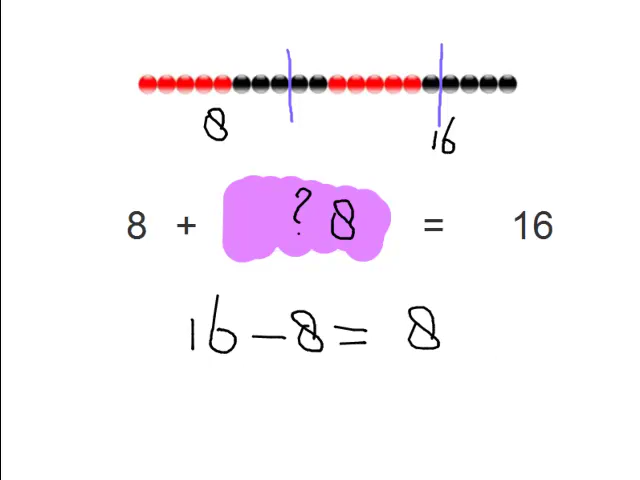 8 16
8 + ? 8 = 16
16 - 8 = 8